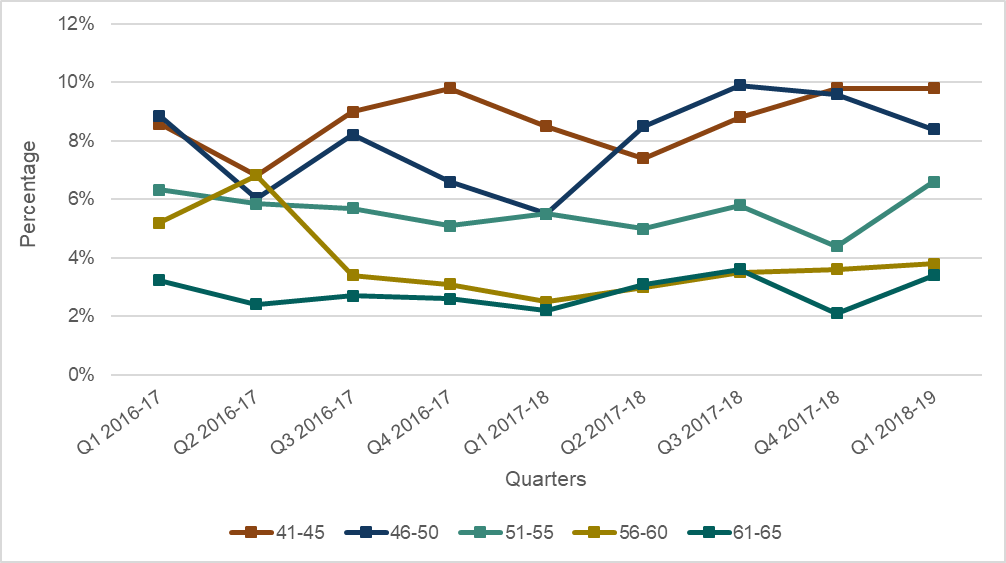 12%
10%
8%
6%
4%
2%
0%
Percentage
Q1 2016-17
Q2 2016-17
Q3 2016-17
Q4 2016-17
Q1 2017-18
Q2 2017-18
Q3 2017-18
Q4 2017-18
Q1 2018-19
Quarters
41-45 46-50 51-55 56-60 61-65